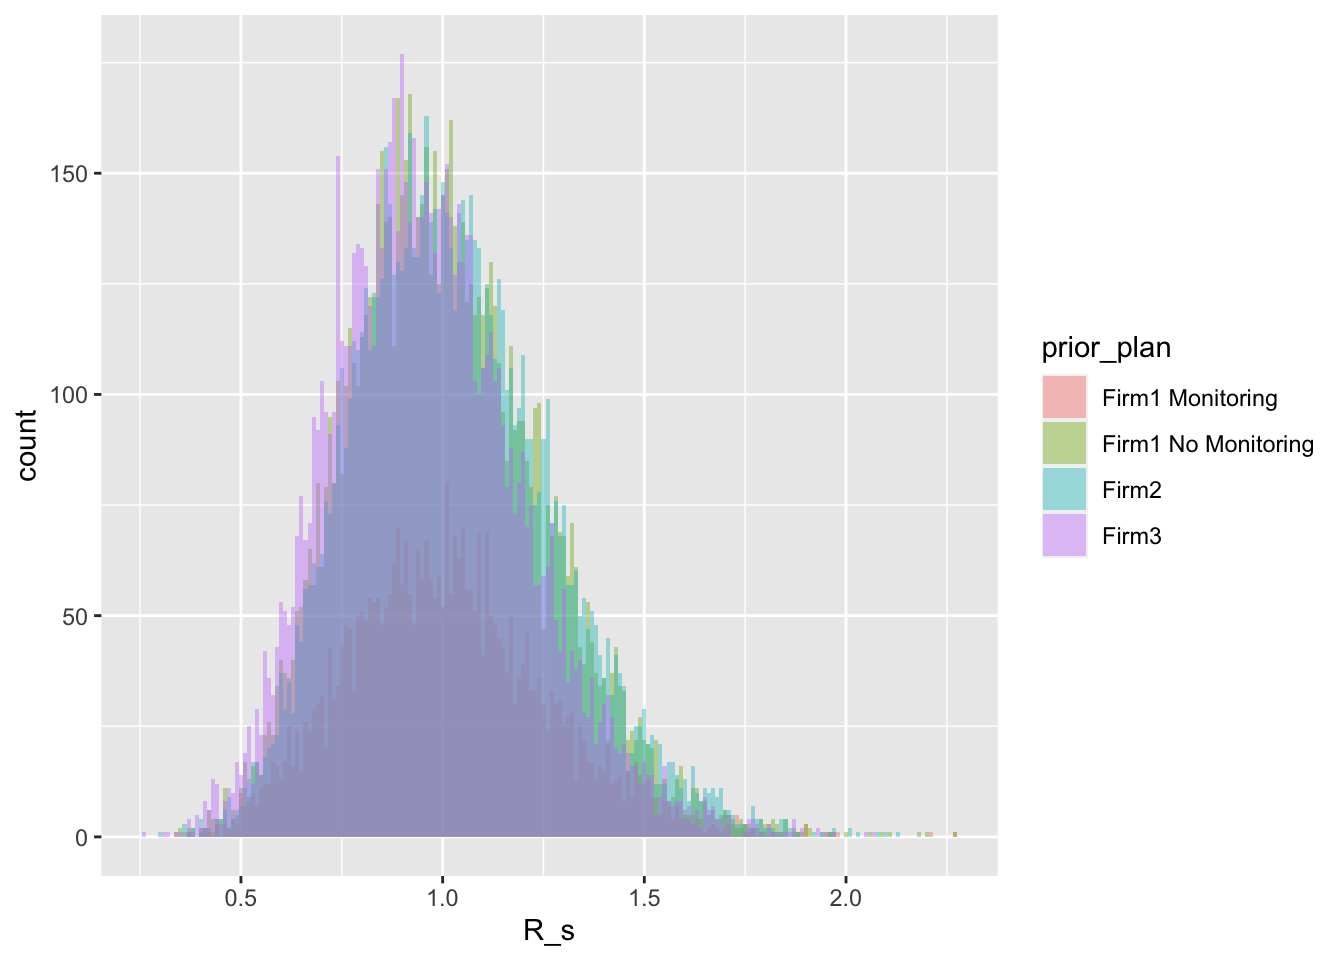 150
100
50
0
count
0.5 1.0 1.5 2.0
R_s
prior_plan
Firm1 Monitoring
Firm1 No Monitoring
Firm2
Firm3